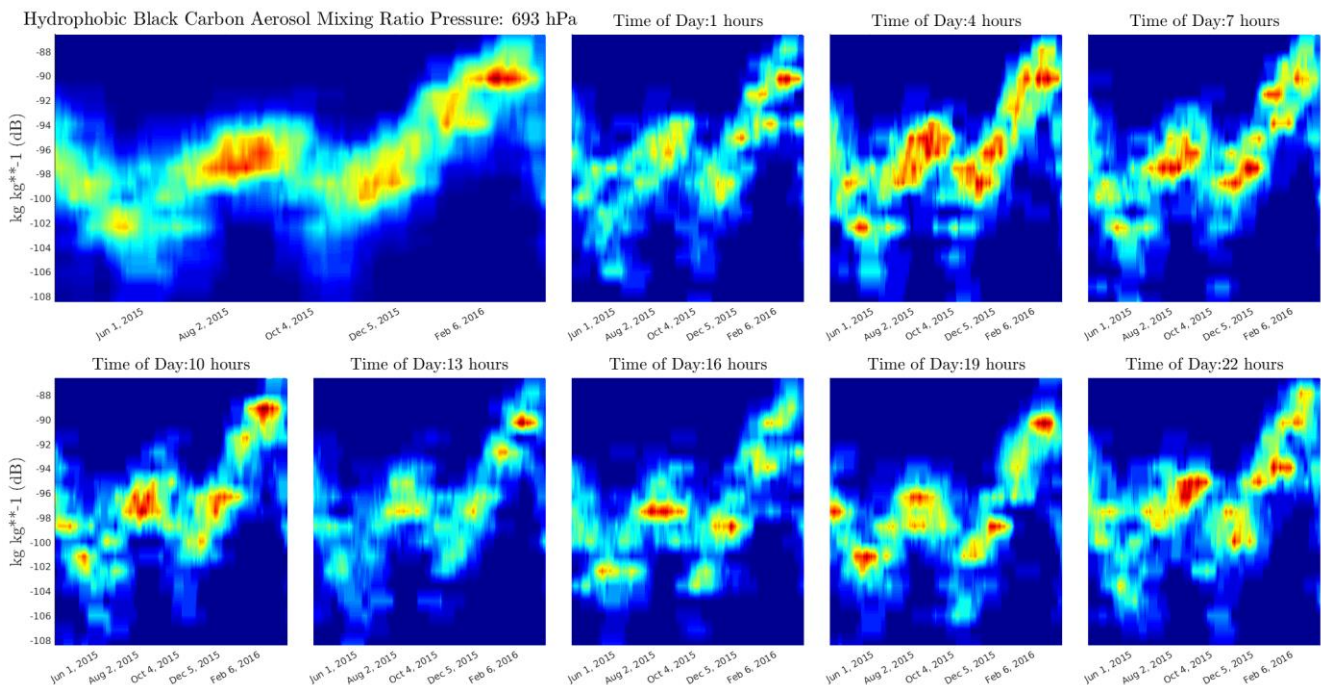 Hydrophobic Black Carbon Aerosol Mixing Ratio Pressure: 693 hPa
kg kg**-1 (dB)
-88
-90
-92
-94
-96
-98
-100
-102
-104
-106
-108
Jun 1, 2015
Aug 2, 2015
Oct 4, 2015
Dec 5, 2015
Feb 6, 2016
Time of Day:1 hours
Jun 1, 2015
Aug 2, 2015
Oct 4, 2015
Dec 5, 2015
Feb 6, 2016
Time of Day:4 hours
Jun 1, 2015
Aug 2, 2015
Oct 4, 2015
Dec 5, 2015
Feb 6, 2016
Time of Day:7 hours
Jun 1, 2015
Aug 2, 2015
Oct 4, 2015
Dec 5, 2015
Feb 6, 2016
Time of Day:10 hours
kg kg**-1 (dB)
-88
-90
-92
-94
-96
-98
-100
-102
-104
-106
-108
Jun 1, 2015
Aug 2, 2015
Oct 4, 2015
Dec 5, 2015
Feb 6, 2016
Time of Day:13 hours
Jun 1, 2015
Aug 2, 2015
Oct 4, 2015
Dec 5, 2015
Feb 6, 2016
Time of Day:16 hours
Jun 1, 2015
Aug 2, 2015
Oct 4, 2015
Dec 5, 2015
Feb 6, 2016
Time of Day:19 hours
Jun 1, 2015
Aug 2, 2015
Oct 4, 2015
Dec 5, 2015
Feb 6, 2016
Time of Day:22 hours
Jun 1, 2015
Aug 2, 2015
Oct 4, 2015
Dec 5, 2015
Feb 6, 2016